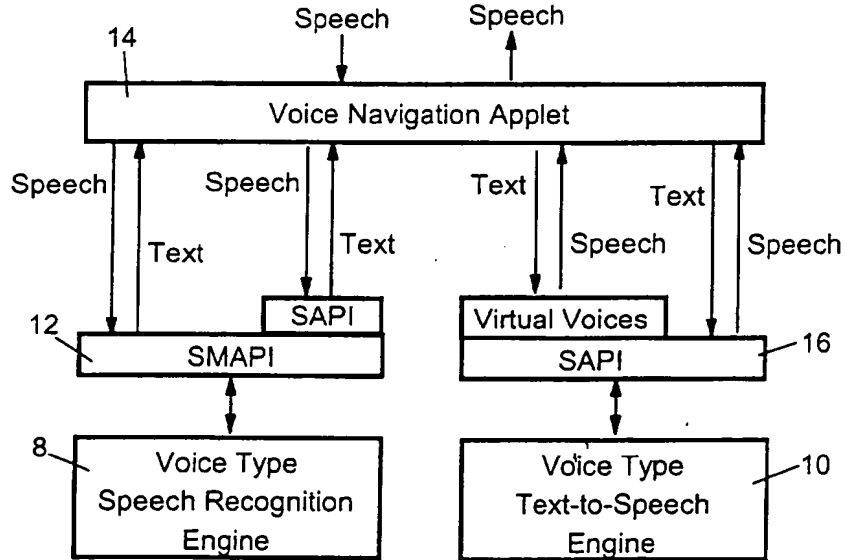 Speech Speech
14
Voice Navigation Applet
Speech Speech Text Text
Text Text Speech Speech
SAPI Virtual Voices
12 SMAPI SAPI 16
8 Voice Type Voice Type 10
Speech Recognition Text-to-Speech
Engine Engine